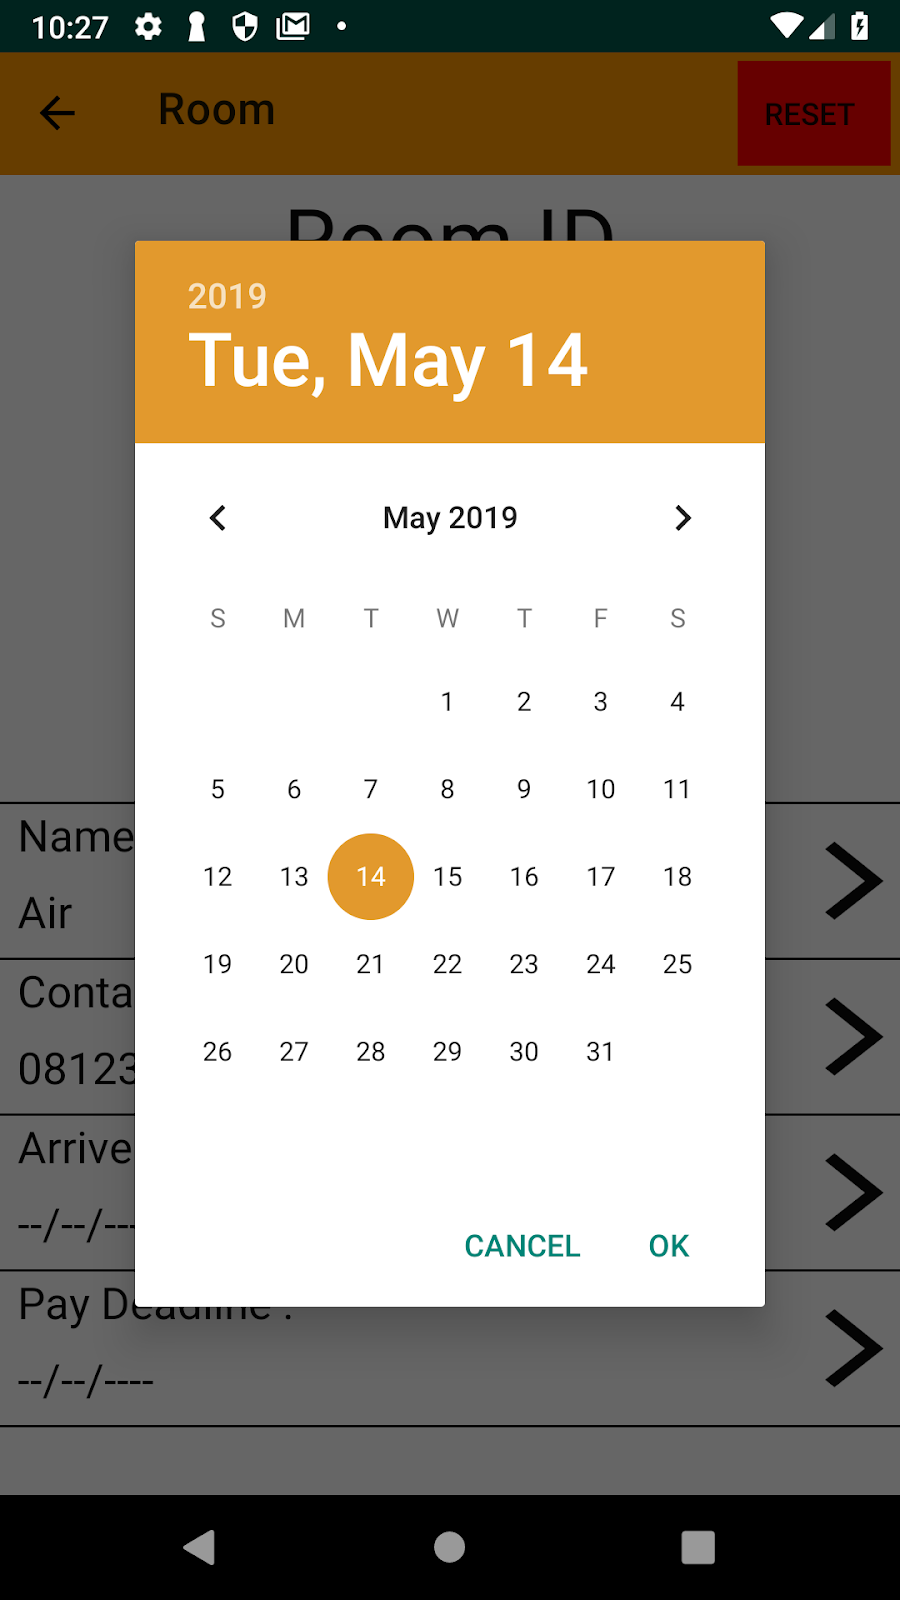 10:27
Room
RESET
Room ID
2019
Tue, May 14
May 2019
S M T W T F S
1 2 3 4
5 6 7 8 9 10 11
12 13 14 15 16 17 18
19 20 21 22 23 24 25
26 27 28 29 30 31
Name
Air
Conta
08123
Arrive
--/--/---
CANCEL OK
Pay Deadline :
--/--/----